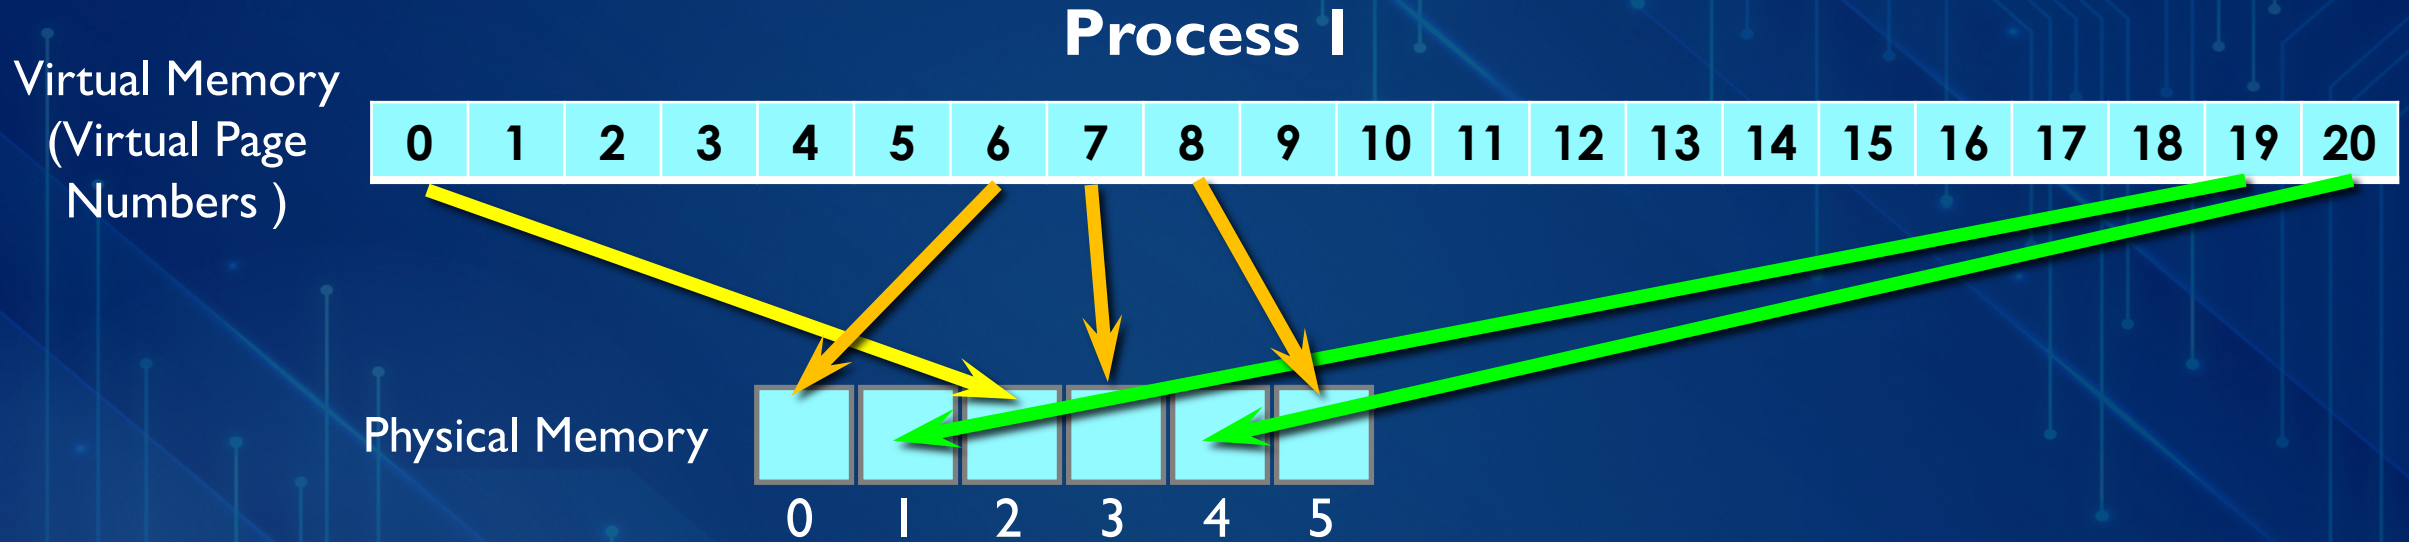 Process 1
Virtual Memory
(Virtual Page
Numbers )
0 1 2 3 4 5 6 7 8 9 10 11 12 13 14 15 16 17 18 19 20
Physical Memory
0 1 2 3 4 5